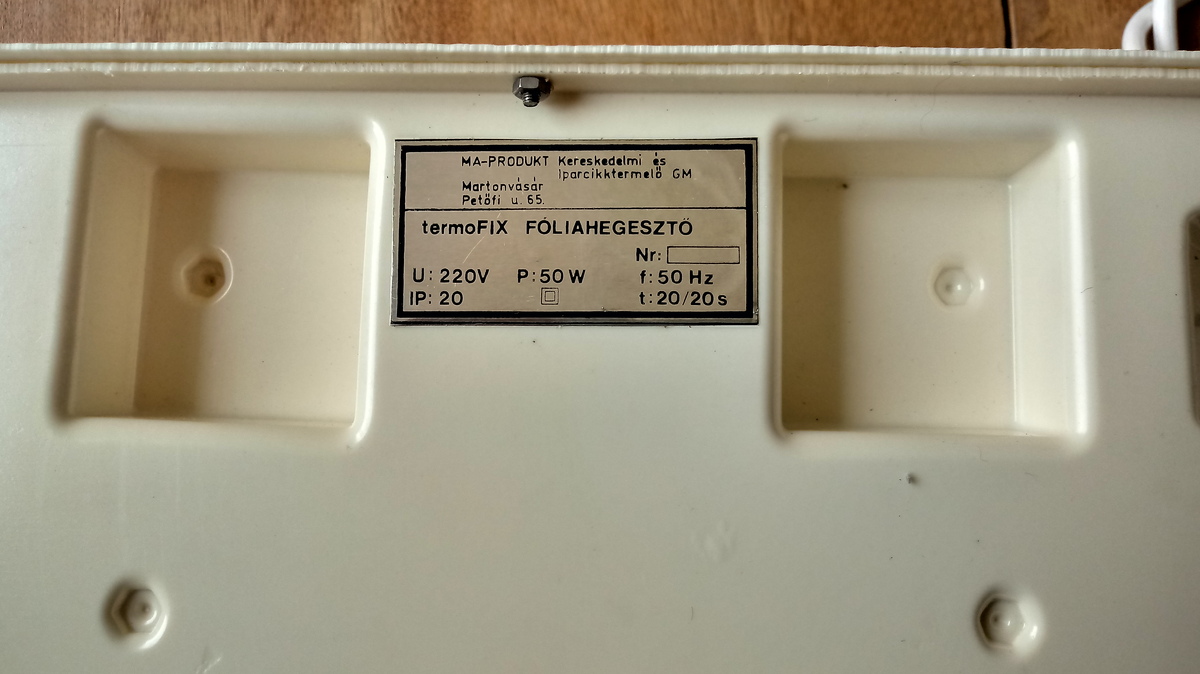 MA-PRODUKT Kereskedelmi és
Iparcikktermelő GM
Martonvásár
Petőfi u. 65.
termoFIX FÓLIAHEGESZTŐ
Nr:
U: 220V P: 50 W f: 50 Hz
IP: 20 t: 20/20 s